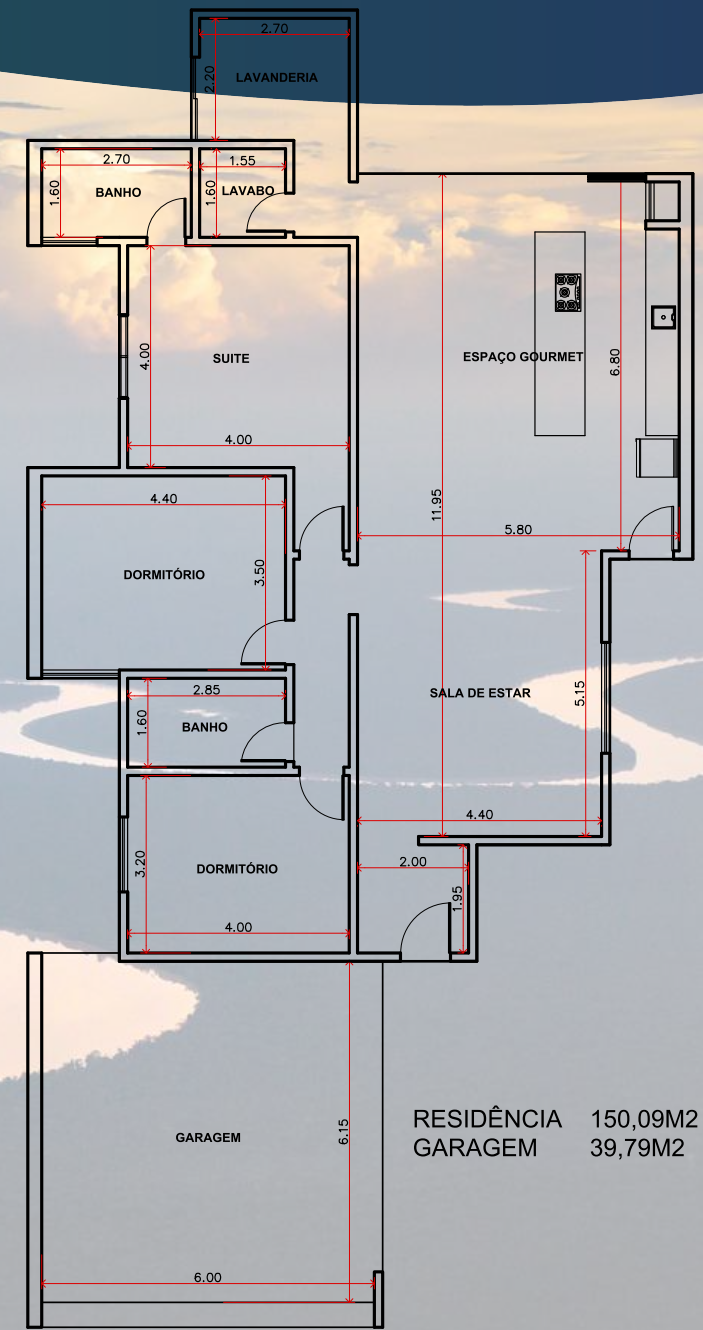 2.70
2.20
LAVANDERIA
2.70
1.60
BANHO
1.55
1.60
LAVABO
4.00
SUITE
4.00
11.95
ESPAÇO GOURMET
6.80
5.80
4.40
3.50
DORMITÓRIO
2.85
1.60
BANHO
SALA DE ESTAR
5.15
4.40
3.20
DORMITÓRIO
4.00
2.00
1.95
GARAGEM
6.15
6.00
RESIDÊNCIA 150,09M2
GARAGEM 39,79M2